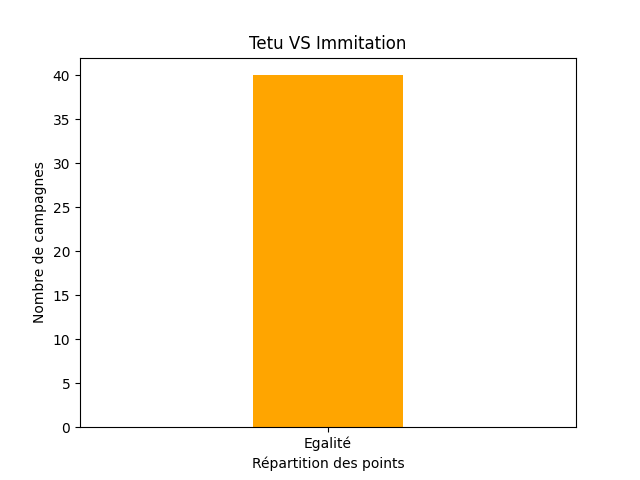 Tetu VS Immitation
40
35
30
25
20
15
10
5
0
Nombre de campagnes
Egalité
Répartition des points